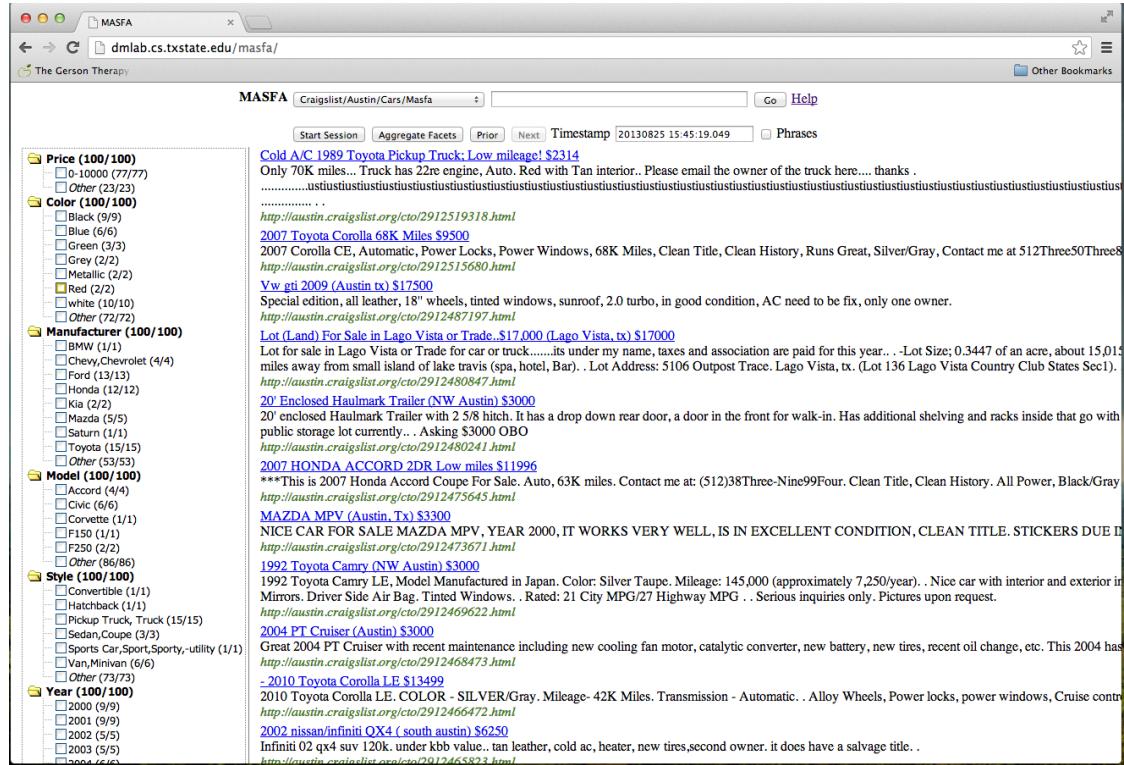 MASFA
dmlab.cs.txstate.edu/masfa/
The Gerson Therapy
Other Bookmarks
MASFA Craigslist/Austin/Cars/Masfa Go Help
Start Session Aggregate Facets Prior Next Timestamp 20130825 15:45:19.049 Phrases
Price (100/100)
0-10000 (77/77)
Other (23/23)
Color (100/100)
Black (9/9)
Blue (6/6)
Green (3/3)
Grey (2/2)
Metallic (2/2)
Red (2/2)
white (10/10)
Other (72/72)
Manufacturer (100/100)
BMW (1/1)
Chevy,Chevrolet (4/4)
Ford (13/13)
Honda (12/12)
Kia (2/2)
Mazda (5/5)
Saturn (1/1)
Toyota (15/15)
Other (53/53)
Model (100/100)
Accord (4/4)
Civic (6/6)
Corvette (1/1)
F150 (1/1)
F250 (2/2)
Other (86/86)
Style (100/100)
Convertible (1/1)
Hatchback (1/1)
Pickup Truck, Truck (15/15)
Sedan,Coupe (3/3)
Sports Car,Sport,Sporty,-utility (1/1)
Van,Minivan (6/6)
Other (73/73)
Year (100/100)
2000 (9/9)
2001 (9/9)
2002 (5/5)
2003 (5/5)
2004 (6/6)
Cold A/C 1989 Toyota Pickup Truck; Low mileage! $2314
Only 70K miles... Truck has 22re engine, Auto. Red with Tan interior.. Please email the owner of the truck here.... thanks .
..............ustiustiustiustiustiustiustiustiustiustiustiustiustiustiustiustiustiustiustiustiustiustiustiustiustiustiustiustiustiustiustiustiustiustiustiust
............... . .
http://austin.craigslist.org/cto/2912519318.html
2007 Toyota Corolla 68K Miles $9500
2007 Corolla CE, Automatic, Power Locks, Power Windows, 68K Miles, Clean Title, Clean History, Runs Great, Silver/Gray, Contact me at 512Three50Three8
http://austin.craigslist.org/cto/2912515680.html
Vw gti 2009 (Austin tx) $17500
Special edition, all leather, 18" wheels, tinted windows, sunroof, 2.0 turbo, in good condition, AC need to be fix, only one owner.
http://austin.craigslist.org/cto/2912487197.html
Lot (Land) For Sale in Lago Vista or Trade..$17,000 (Lago Vista, tx) $17000
Lot for sale in Lago Vista or Trade for car or truck.......its under my name, taxes and association are paid for this year.. . -Lot Size; 0.3447 of an acre, about 15,015
miles away from small island of lake travis (spa, hotel, Bar). . Lot Address: 5106 Outpost Trace. Lago Vista, tx. (Lot 136 Lago Vista Country Club States Sec1).
http://austin.craigslist.org/cto/2912480847.html
20' Enclosed Haulmark Trailer (NW Austin) $3000
20' enclosed Haulmark Trailer with 2 5/8 hitch. It has a drop down rear door, a door in the front for walk-in. Has additional shelving and racks inside that go with
public storage lot currently.. . Asking $3000 OBO
http://austin.craigslist.org/cto/2912480241.html
2007 HONDA ACCORD 2DR Low miles $11996
***This is 2007 Honda Accord Coupe For Sale. Auto, 63K miles. Contact me at: (512)38Three-Nine99Four. Clean Title, Clean History. All Power, Black/Gray
http://austin.craigslist.org/cto/2912475645.html
MAZDA MPV (Austin, Tx) $3300
NICE CAR FOR SALE MAZDA MPV, YEAR 2000, IT WORKS VERY WELL, IS IN EXCELLENT CONDITION, CLEAN TITLE. STICKERS DUE
http://austin.craigslist.org/cto/2912473671.html
1992 Toyota Camry (NW Austin) $3000
1992 Toyota Camry LE, Model Manufactured in Japan. Color: Silver Taupe. Mileage: 145,000 (approximately 7,250/year). . Nice car with interior and exterior in
Mirrors. Driver Side Air Bag. Tinted Windows. . Rated: 21 City MPG/27 Highway MPG . . Serious inquiries only. Pictures upon request.
http://austin.craigslist.org/cto/2912469622.html
2004 PT Cruiser (Austin) $3000
Great 2004 PT Cruiser with recent maintenance including new cooling fan motor, catalytic converter, new battery, new tires, recent oil change, etc. This 2004 has
http://austin.craigslist.org/cto/2912468473.html
- 2010 Toyota Corolla LE $13499
2010 Toyota Corolla LE. COLOR - SILVER/Gray. Mileage- 42K Miles. Transmission - Automatic. . Alloy Wheels, Power locks, power windows, Cruise contr
http://austin.craigslist.org/cto/2912466472.html
2002 nissan/infiniti QX4 ( south austin) $6250
Infiniti 02 qx4 suv 120k. under kbb value.. tan leather, cold ac, heater, new tires,second owner. it does have a salvage title. .
http://austin.craigslist.org/cto/2912465823.html